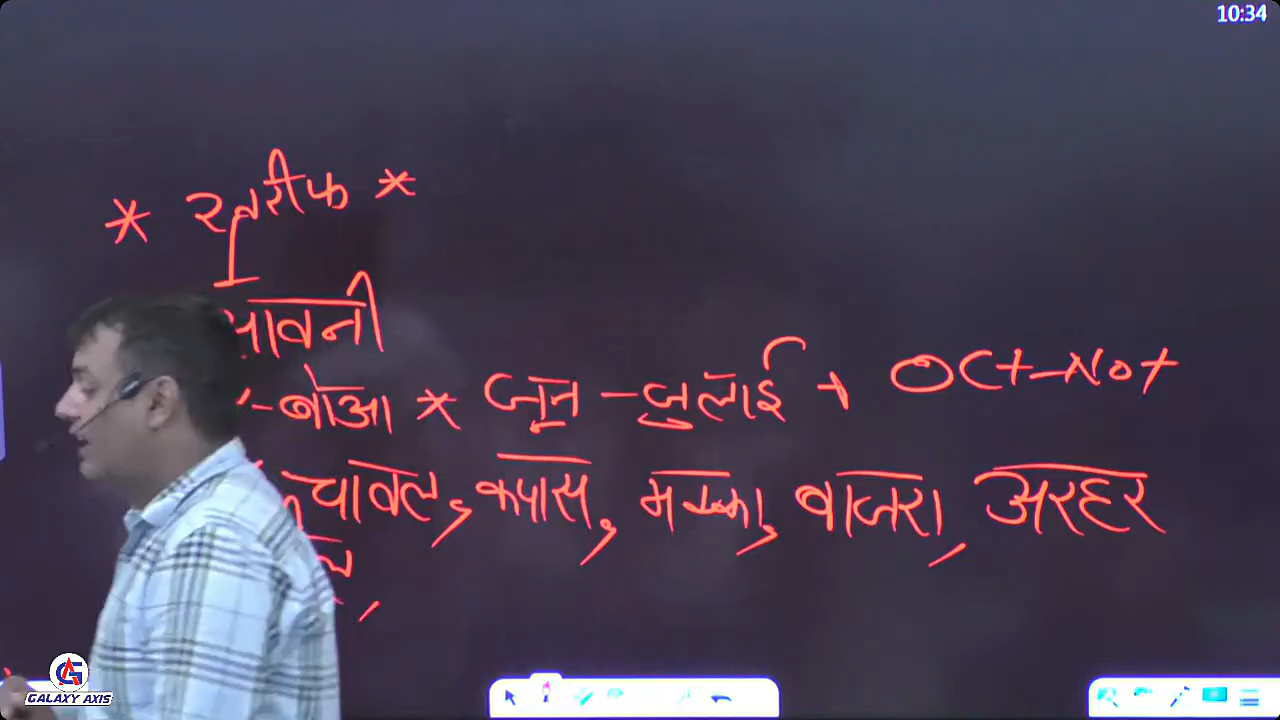 10:34
* खरीफ *
सावनी
- बोआ * जून - जुलाई + Oct - Nov
चावल, कपास, मक्का, बाजरा, अरहर
GALAXY AXIS